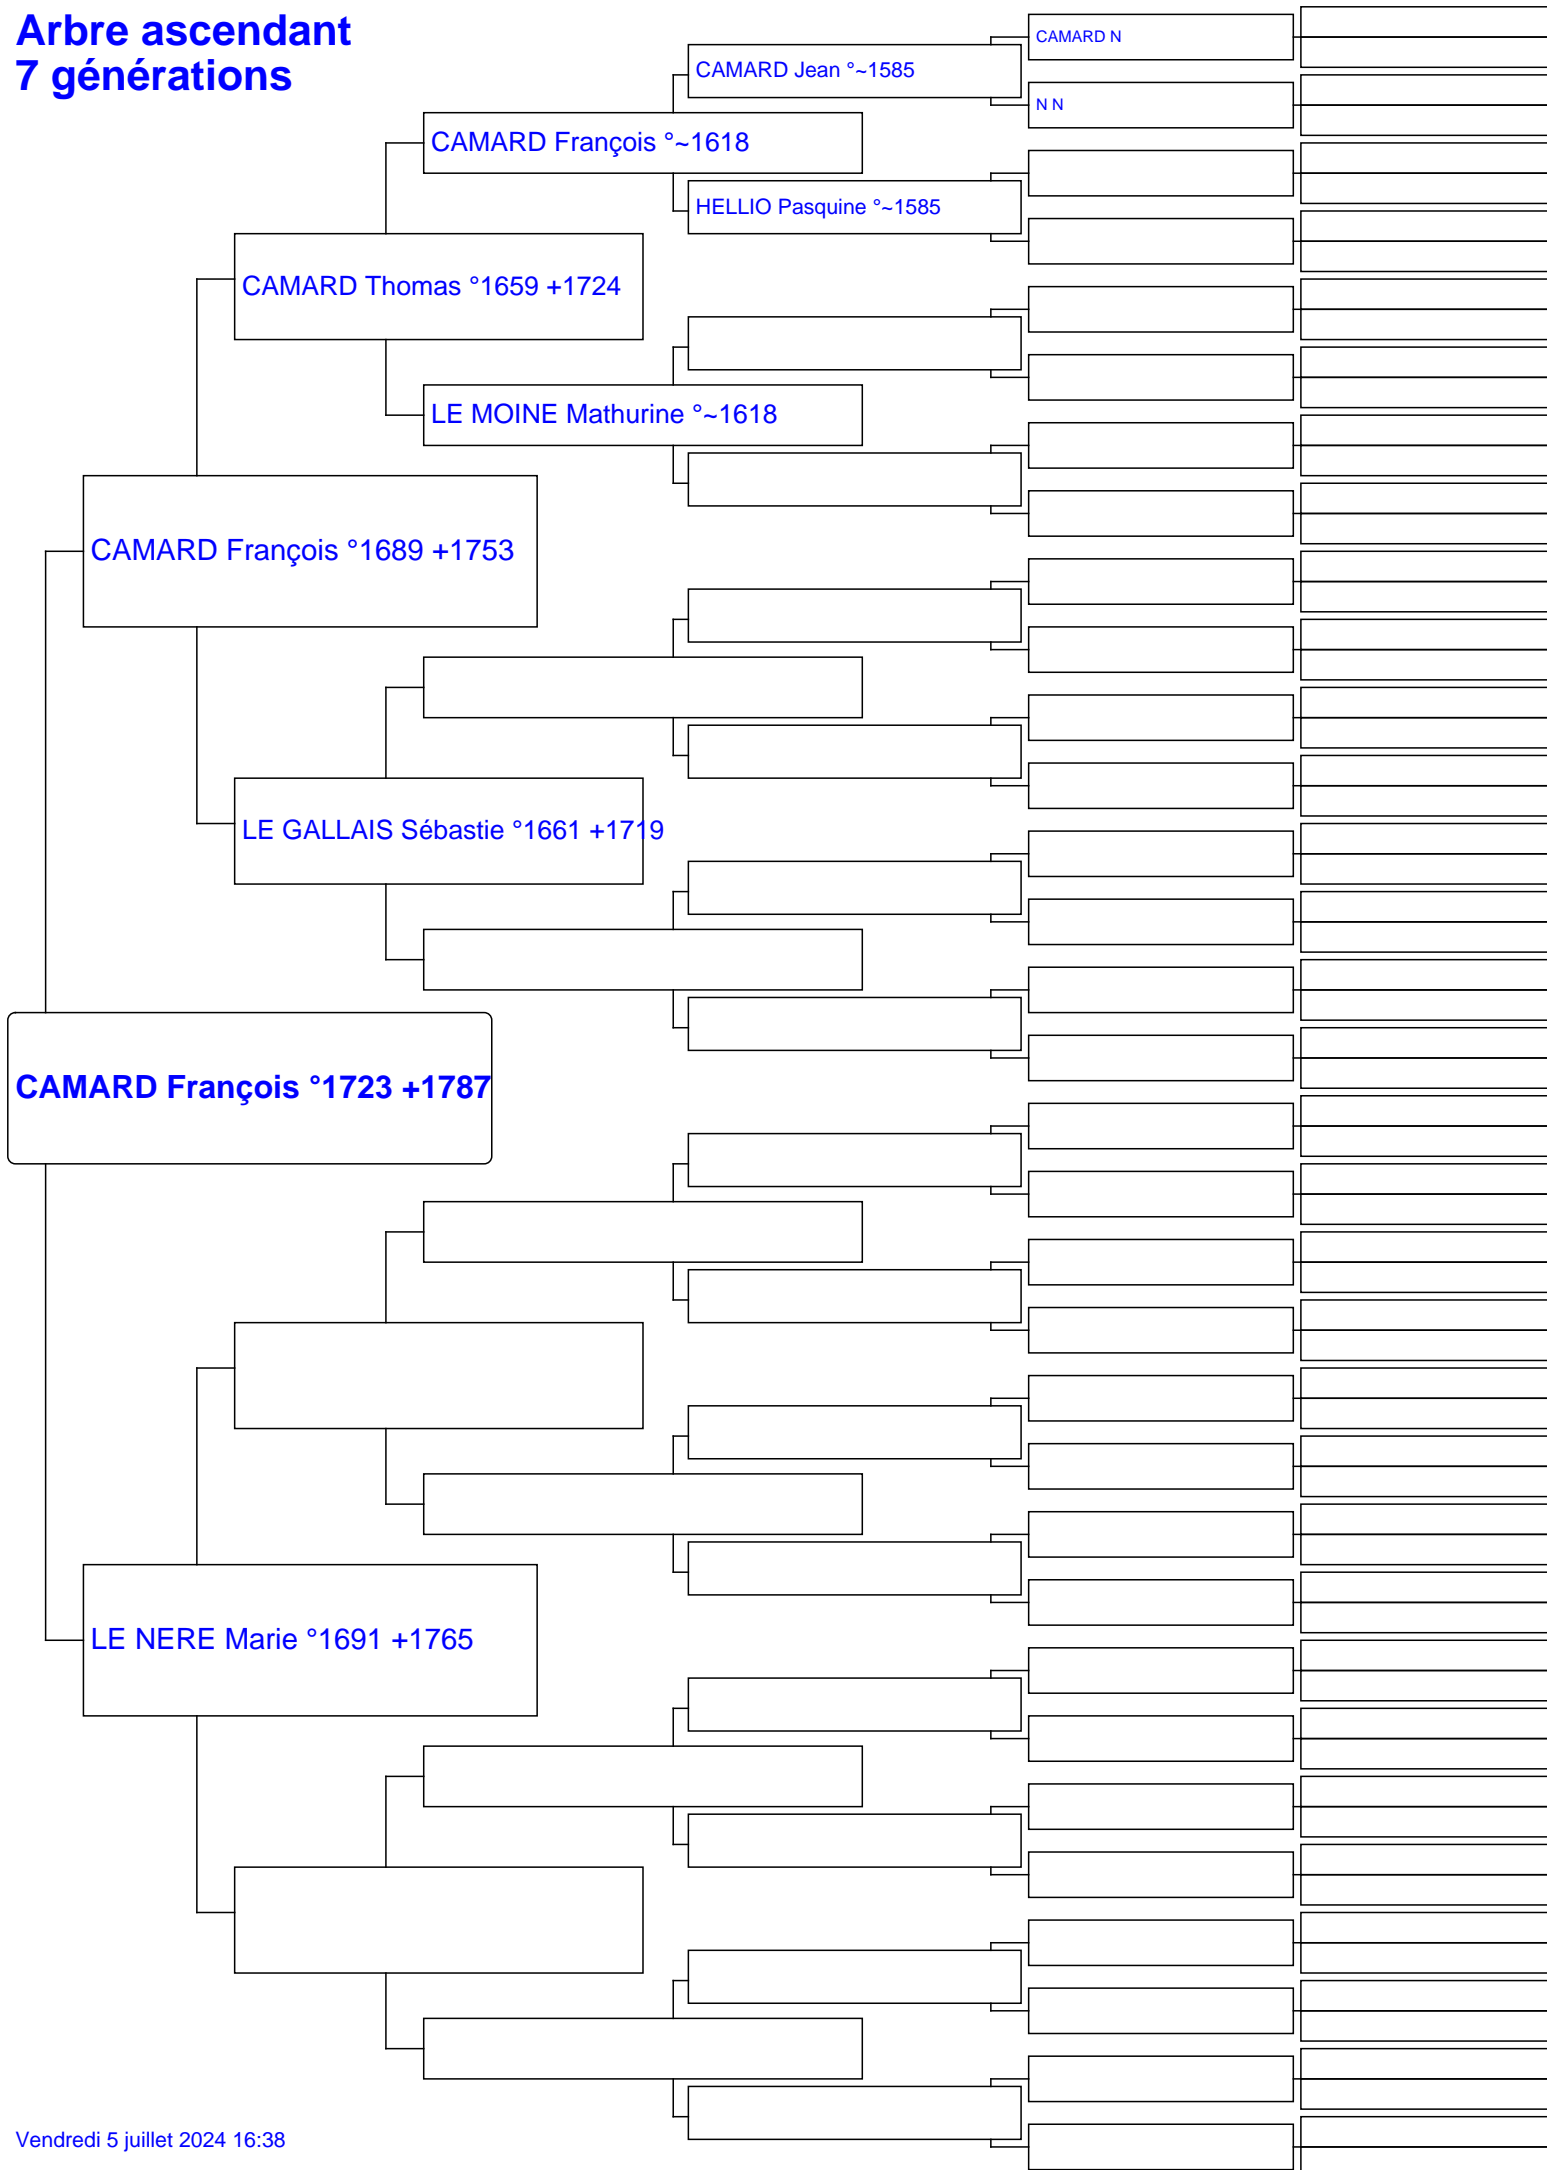 Arbre ascendant
7 générations
CAMARD N
CAMARD Jean °~1585
N N
CAMARD François °~1618
HELLIO Pasquine °~1585
CAMARD Thomas °1659 +1724
LE MOINE Mathurine °~1618
CAMARD François °1689 +1753
LE GALLAIS Sébastie °1661 +1719
CAMARD François °1723 +1787
LE NERE Marie °1691 +1765
Vendredi 5 juillet 2024 16:38